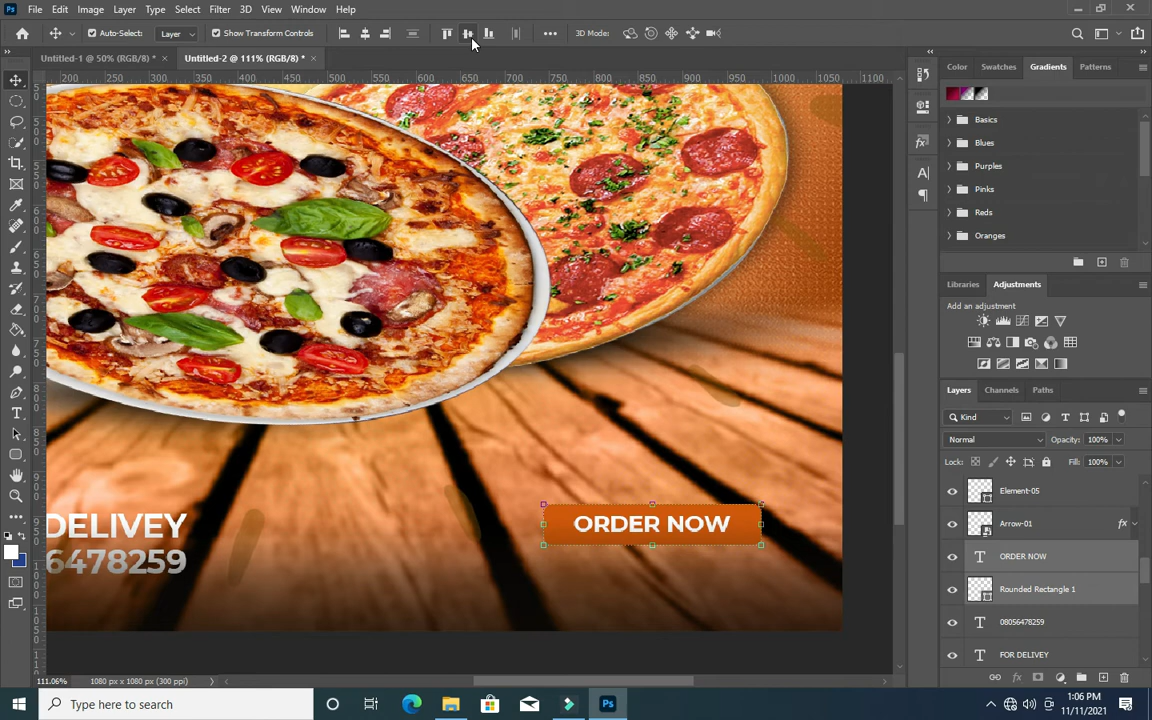 Ps File Edit Image Layer Type Select Filter 3D View Window Help
Auto-Select: Layer Show Transform Controls 3D Mode:
Untitled-1 @ 50% (RGB/8) * × Untitled-2 @ 111% (RGB/8) * ×
200 250 300 350 400 450 500 550 600 650 700 750 800 850 900 950 1000 1050 1100
Color Swatches Gradients Patterns
Basics
Blues
Purples
Pinks
Reds
Oranges
Libraries Adjustments
Add an adjustment
Layers Channels Paths
Kind
Normal Opacity: 100%
Lock: Fill: 100%
Element-05
Arrow-01 fx
ORDER NOW
Rounded Rectangle 1
08056478259
FOR DELIVEY
DELIVEY
6478259
ORDER NOW
111.06% 1080 px x 1080 px (300 ppi)
Type here to search
1:06 PM
11/11/2021